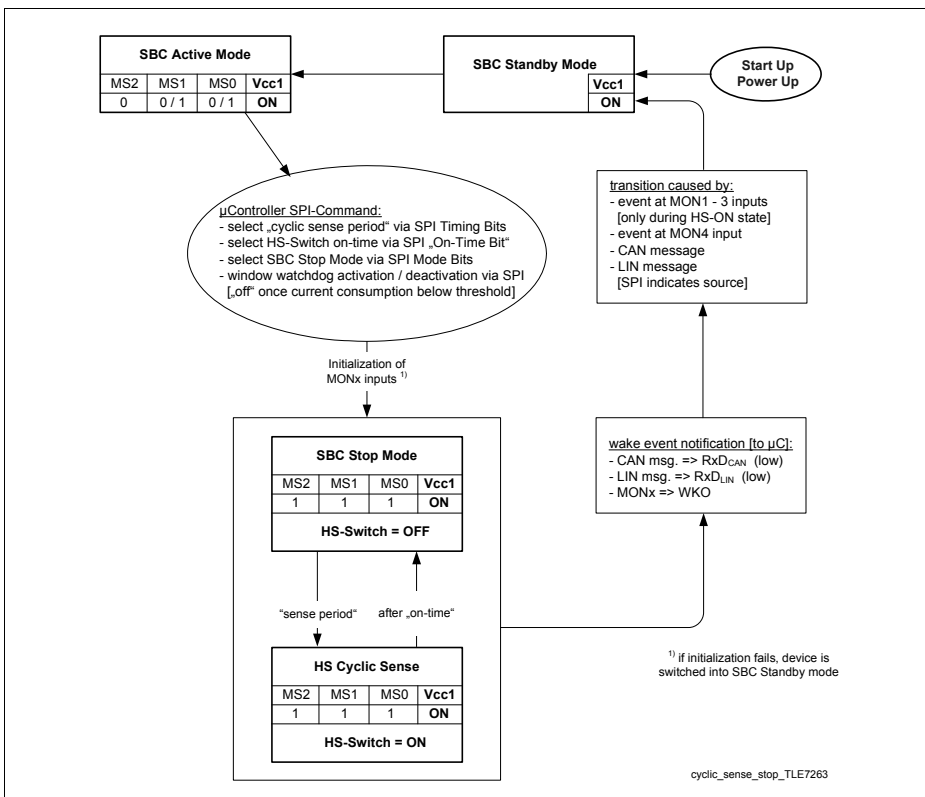 SBC Active Mode
MS2 MS1 MS0 Vcc1
0 0 / 1 0 / 1 ON
SBC Standby Mode
Vcc1
ON
Start Up
Power Up
µController SPI-Command:
- select „cyclic sense period“ via SPI Timing Bits
- select HS-Switch on-time via SPI „On-Time Bit“
- select SBC Stop Mode via SPI Mode Bits
- window watchdog activation / deactivation via SPI
[„off“ once current consumption below threshold]
transition caused by:
- event at MON1 - 3 inputs
[only during HS-ON state]
- event at MON4 input
- CAN message
- LIN message
[SPI indicates source]
Initialization of
MONx inputs 1)
SBC Stop Mode
MS2 MS1 MS0 Vcc1
1 1 1 ON
HS-Switch = OFF
wake event notification [to µC]:
- CAN msg. => RxDCAN (low)
- LIN msg. => RxDLIN (low)
- MONx => WKO
“sense period“ after „on-time“
HS Cyclic Sense
MS2 MS1 MS0 Vcc1
1 1 1 ON
HS-Switch = ON
1) if initialization fails, device is
switched into SBC Standby mode
cyclic_sense_stop_TLE7263